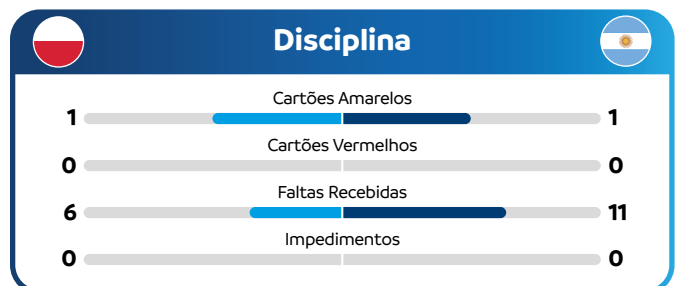 Disciplina
Cartões Amarelos
1 1
Cartões Vermelhos
0 0
Faltas Recebidas
6 11
Impedimentos
0 0